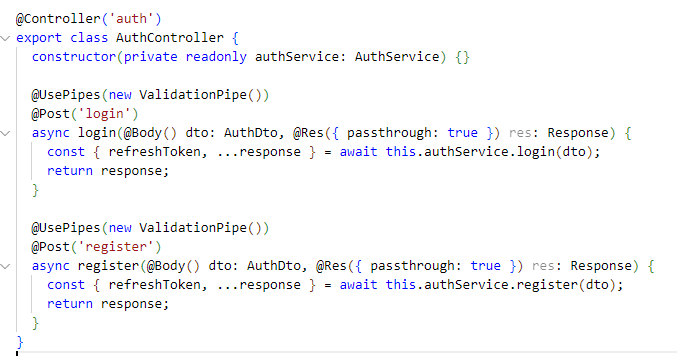 @Controller('auth')
export class AuthController {
constructor(private readonly authService: AuthService) {}
@UsePipes(new ValidationPipe())
@Post('login')
async login(@Body() dto: AuthDto, @Res({ passthrough: true }) res: Response) {
const { refreshToken, ...response } = await this.authService.login(dto);
return response;
}
@UsePipes(new ValidationPipe())
@Post('register')
async register(@Body() dto: AuthDto, @Res({ passthrough: true }) res: Response) {
const { refreshToken, ...response } = await this.authService.register(dto);
return response;
}
}